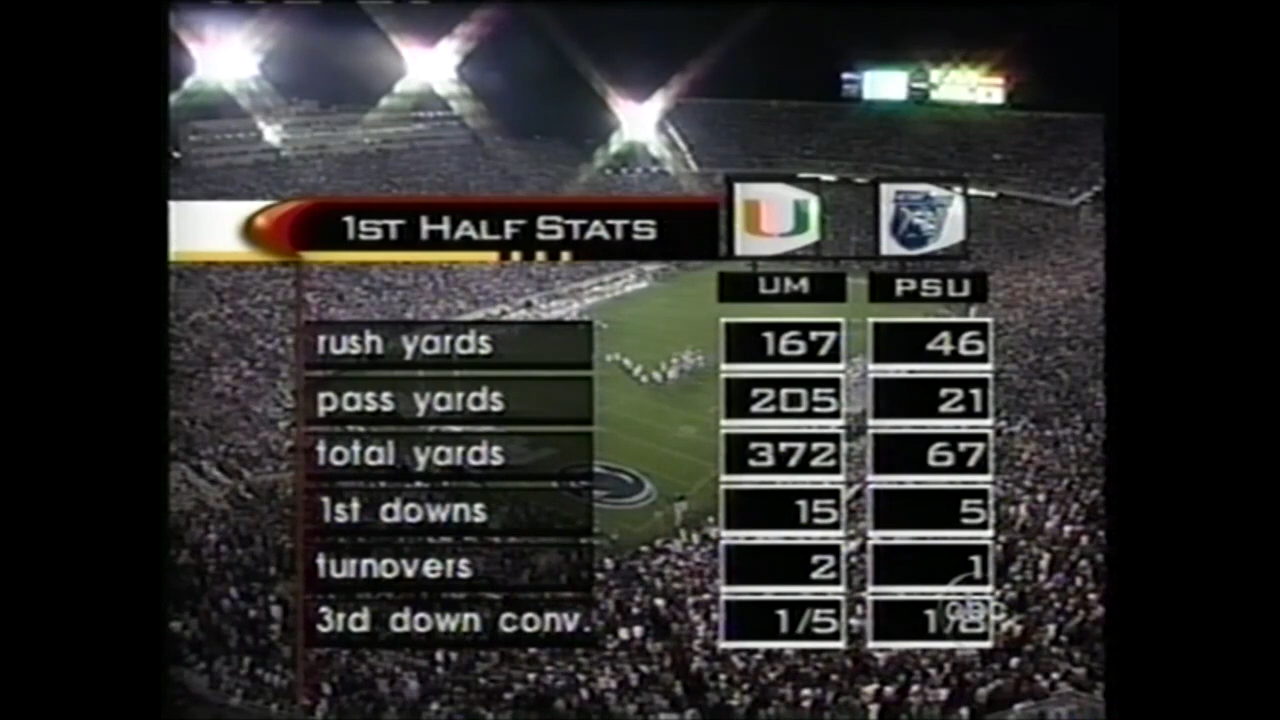 1ST HALF STATS
UM PSU
rush yards 167 46
pass yards 205 21
total yards 372 67
1st downs 15 5
turnovers 2 1
3rd down conv. 1/5 1/8
abc